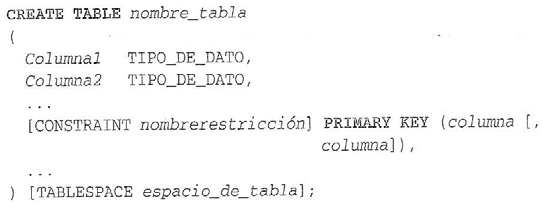 CREATE TABLE nombre_tabla
(
Columna1 TIPO_DE_DATO,
Columna2 TIPO_DE_DATO,
...
[CONSTRAINT nombrerestricción] PRIMARY KEY (columna [,
columna]),
...
) [TABLESPACE espacio_de_tabla];